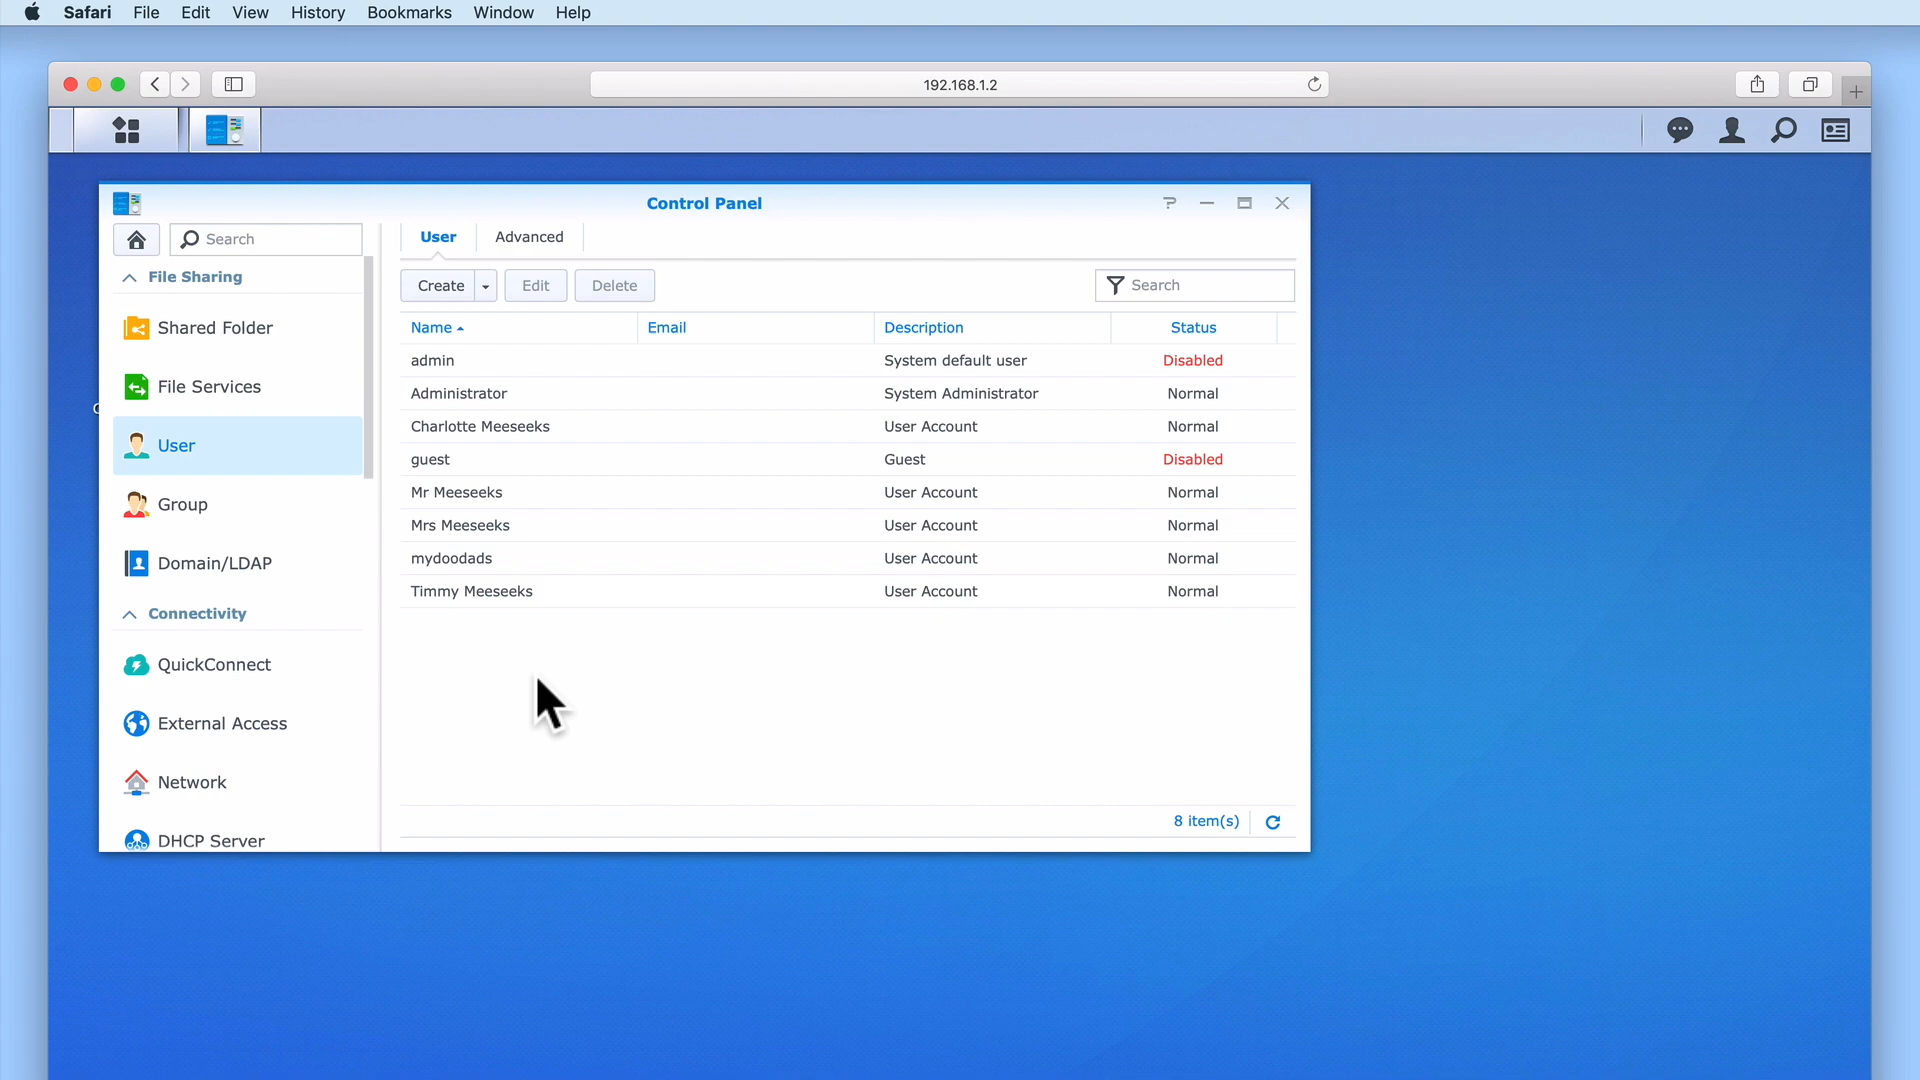 Safari File Edit View History Bookmarks Window Help
192.168.1.2
Control Panel
Search
File Sharing
Shared Folder
File Services
User
Group
Domain/LDAP
Connectivity
QuickConnect
External Access
Network
DHCP Server
User Advanced
Create Edit Delete Search
Name Email Description Status
admin System default user Disabled
Administrator System Administrator Normal
Charlotte Meeseeks User Account Normal
guest Guest Disabled
Mr Meeseeks User Account Normal
Mrs Meeseeks User Account Normal
mydoodads User Account Normal
Timmy Meeseeks User Account Normal
8 item(s)